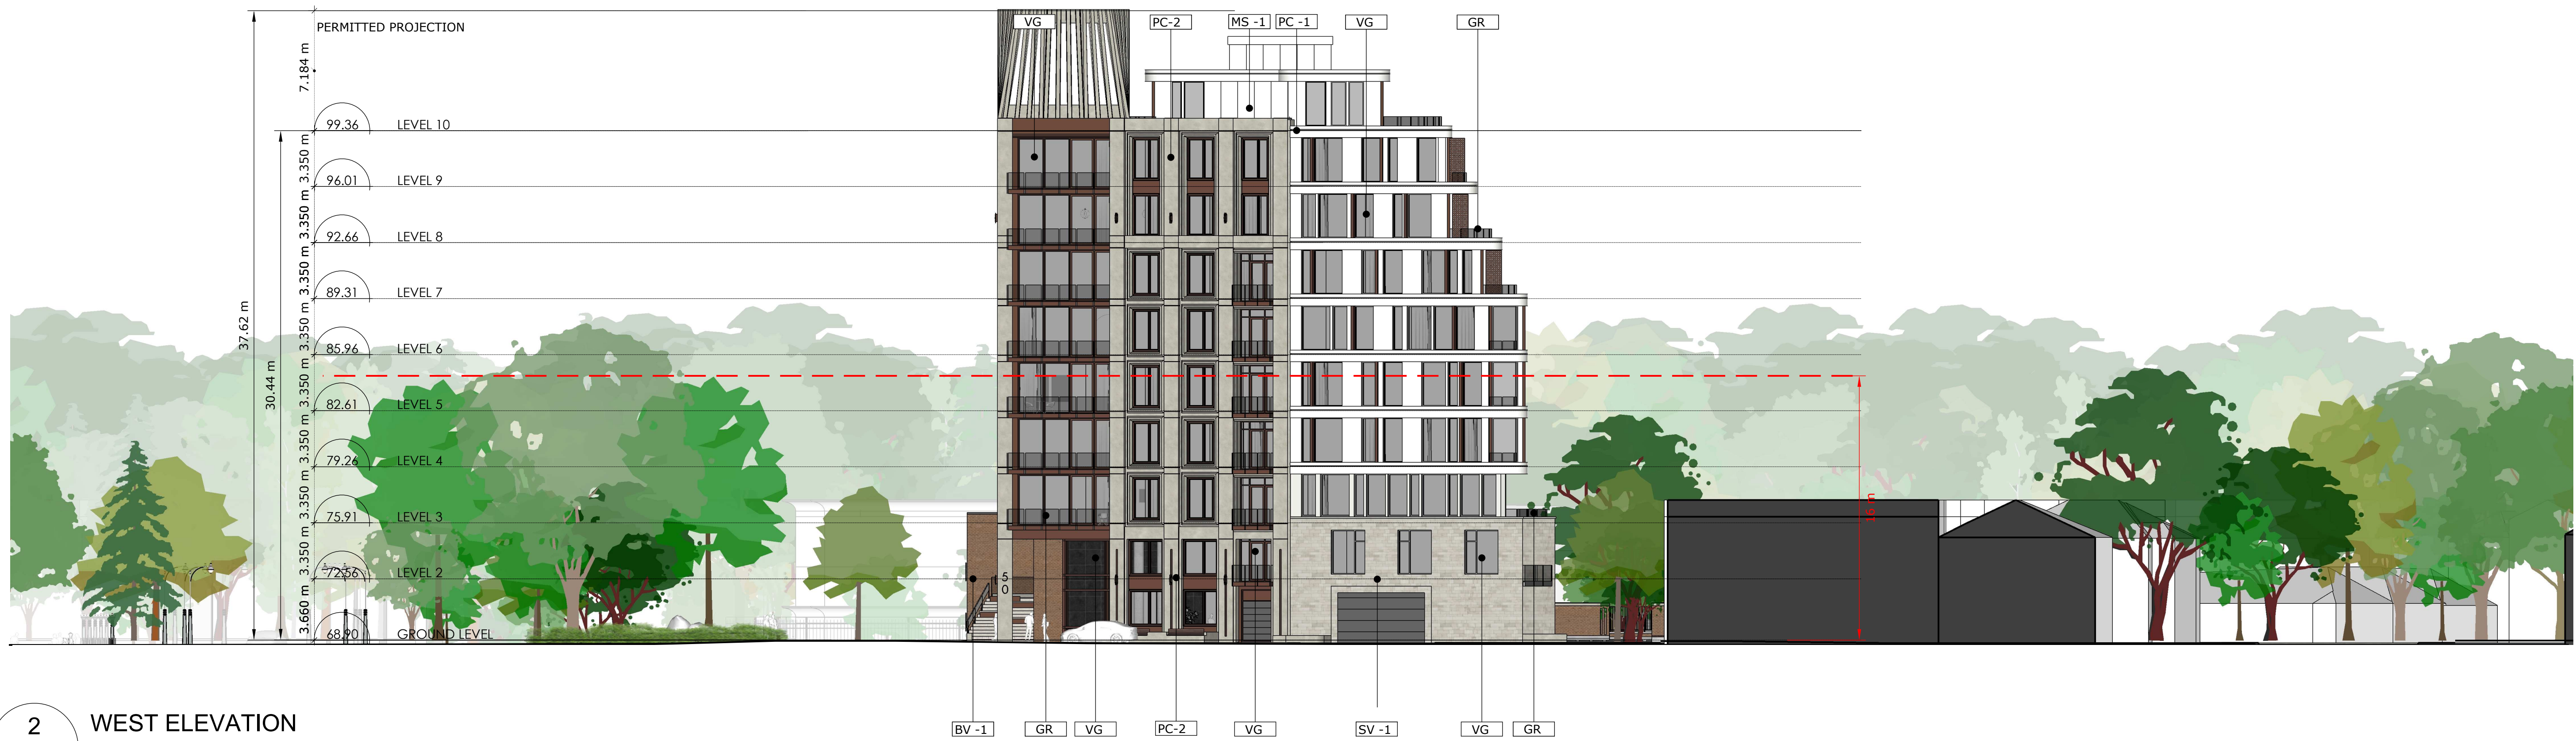 PERMITTED PROJECTION
VG
PC-2
MS -1
PC -1
VG
GR
7.184 m
99.36 LEVEL 10
3.350 m
96.01 LEVEL 9
3.350 m
92.66 LEVEL 8
3.350 m
89.31 LEVEL 7
37.62 m
3.350 m
85.96 LEVEL 6
30.44 m
3.350 m
82.61 LEVEL 5
3.350 m
79.26 LEVEL 4
3.350 m
75.91 LEVEL 3
16 m
3.350 m
72.56 LEVEL 2
5
0
3.660 m
68.90 GROUND LEVEL
2 WEST ELEVATION
BV -1
GR
VG
PC-2
VG
SV -1
VG
GR